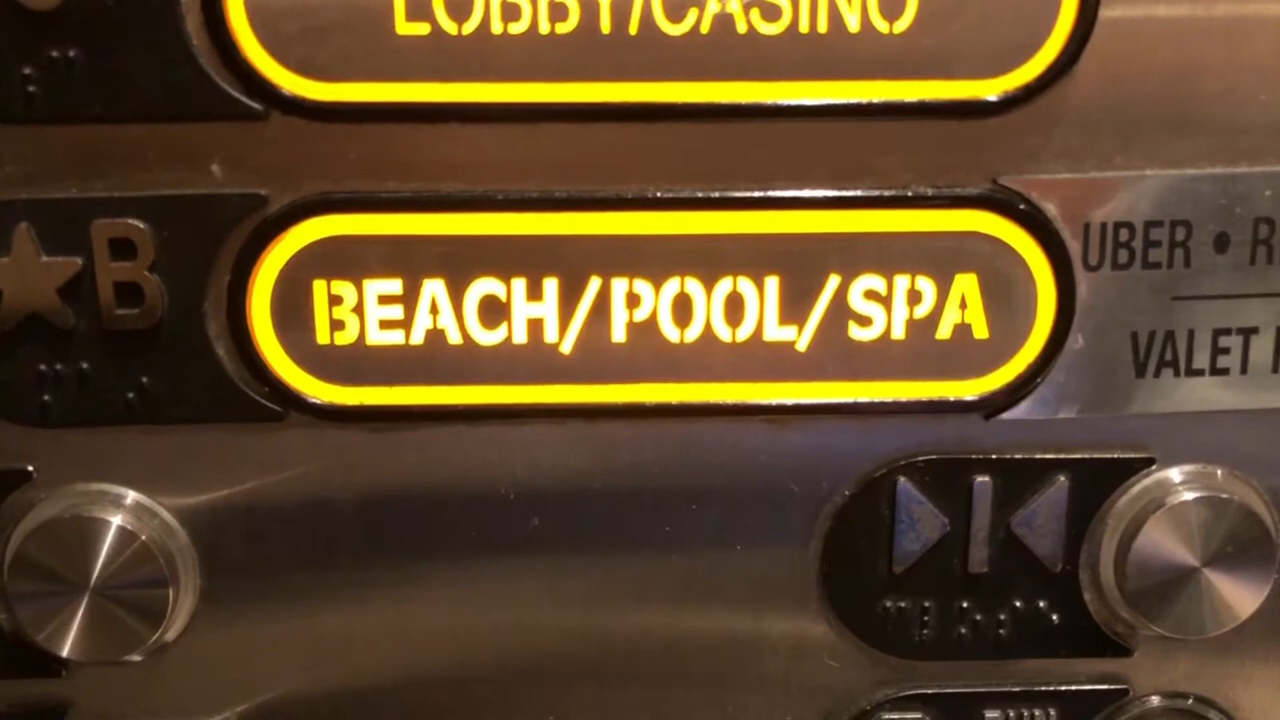 LOBBY/CASINO
★B
BEACH/POOL/SPA
UBER •
VALET